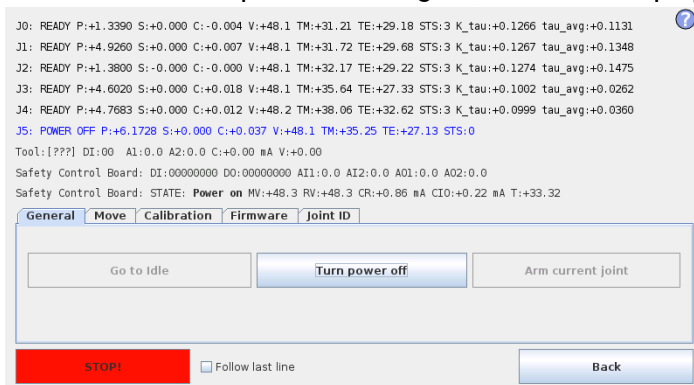 J0: READY P:+1.3390 S:+0.000 C:-0.004 V:+48.1 TM:+31.21 TE:+29.18 STS:3 K_tau:+0.1266 tau_avg:+0.1131
?
J1: READY P:+4.9260 S:+0.000 C:+0.007 V:+48.1 TM:+31.72 TE:+29.68 STS:3 K_tau:+0.1267 tau_avg:+0.1348
J2: READY P:+1.3800 S:-0.000 C:-0.000 V:+48.1 TM:+32.17 TE:+29.22 STS:3 K_tau:+0.1274 tau_avg:+0.1475
J3: READY P:+4.6020 S:+0.000 C:+0.018 V:+48.1 TM:+35.64 TE:+27.33 STS:3 K_tau:+0.1002 tau_avg:+0.0262
J4: READY P:+4.7683 S:+0.000 C:+0.012 V:+48.2 TM:+38.06 TE:+32.62 STS:3 K_tau:+0.0999 tau_avg:+0.0360
J5: POWER OFF P:+6.1728 S:+0.000 C:+0.037 V:+48.1 TM:+35.25 TE:+27.13 STS:0
Tool:[???] DI:00 A1:0.0 A2:0.0 C:+0.00 mA V:+0.00
Safety Control Board: DI:00000000 DO:00000000 AI1:0.0 AI2:0.0 AO1:0.0 AO2:0.0
Safety Control Board: STATE: Power on MV:+48.3 RV:+48.3 CR:+0.86 mA CIO:+0.22 mA T:+33.32
General Move Calibration Firmware Joint ID
Go to Idle Turn power off Arm current joint
STOP! Follow last line Back